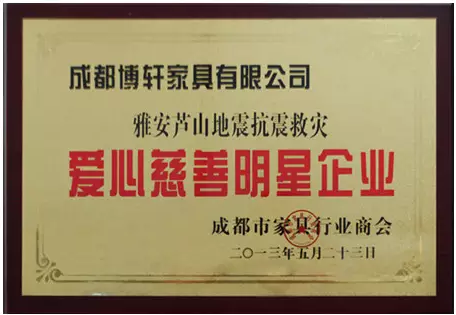 成都博轩家具有限公司
雅安芦山地震抗震救灾
爱心慈善明星企业
成都市家具行业商会
二〇一三年五月二十三日